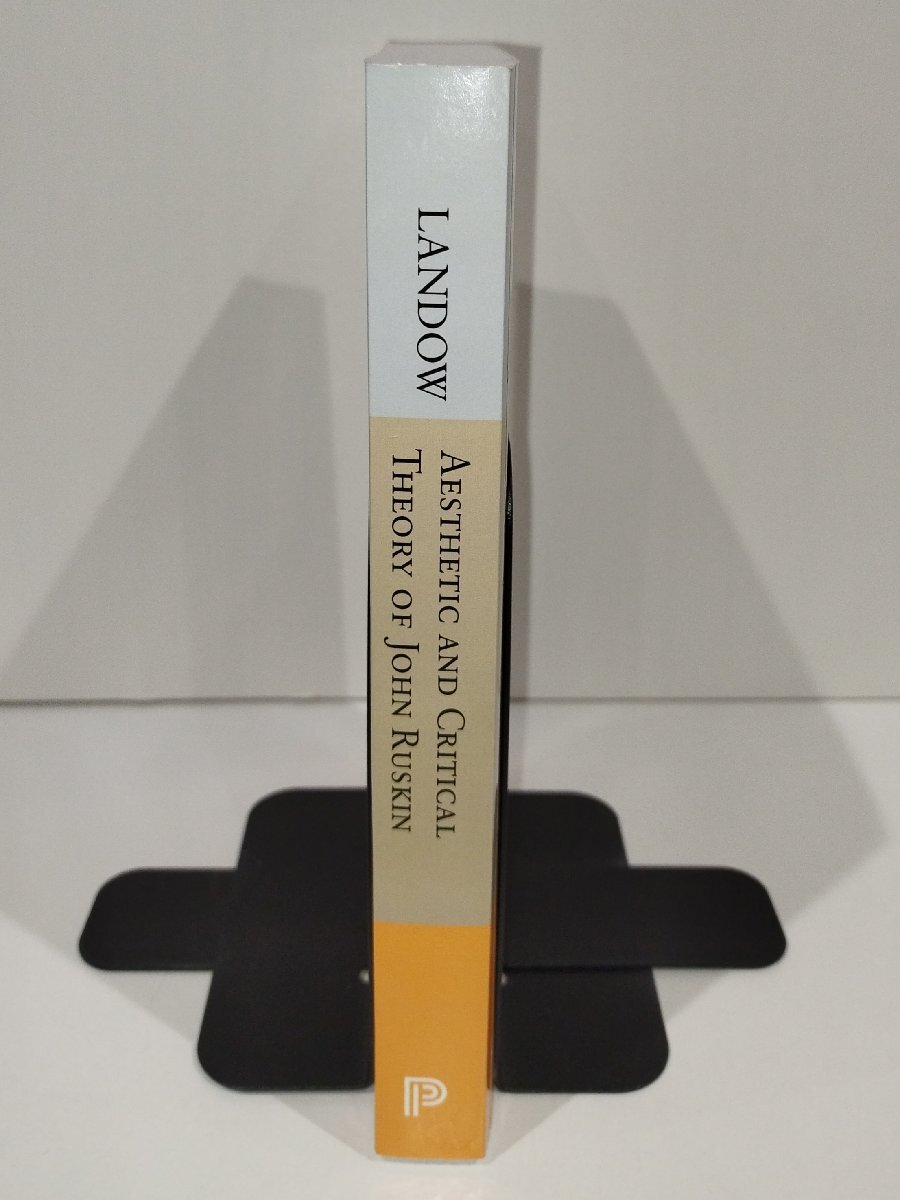 LANDOW
AESTHETIC AND CRITICAL
THEORY OF JOHN RUSKIN
P